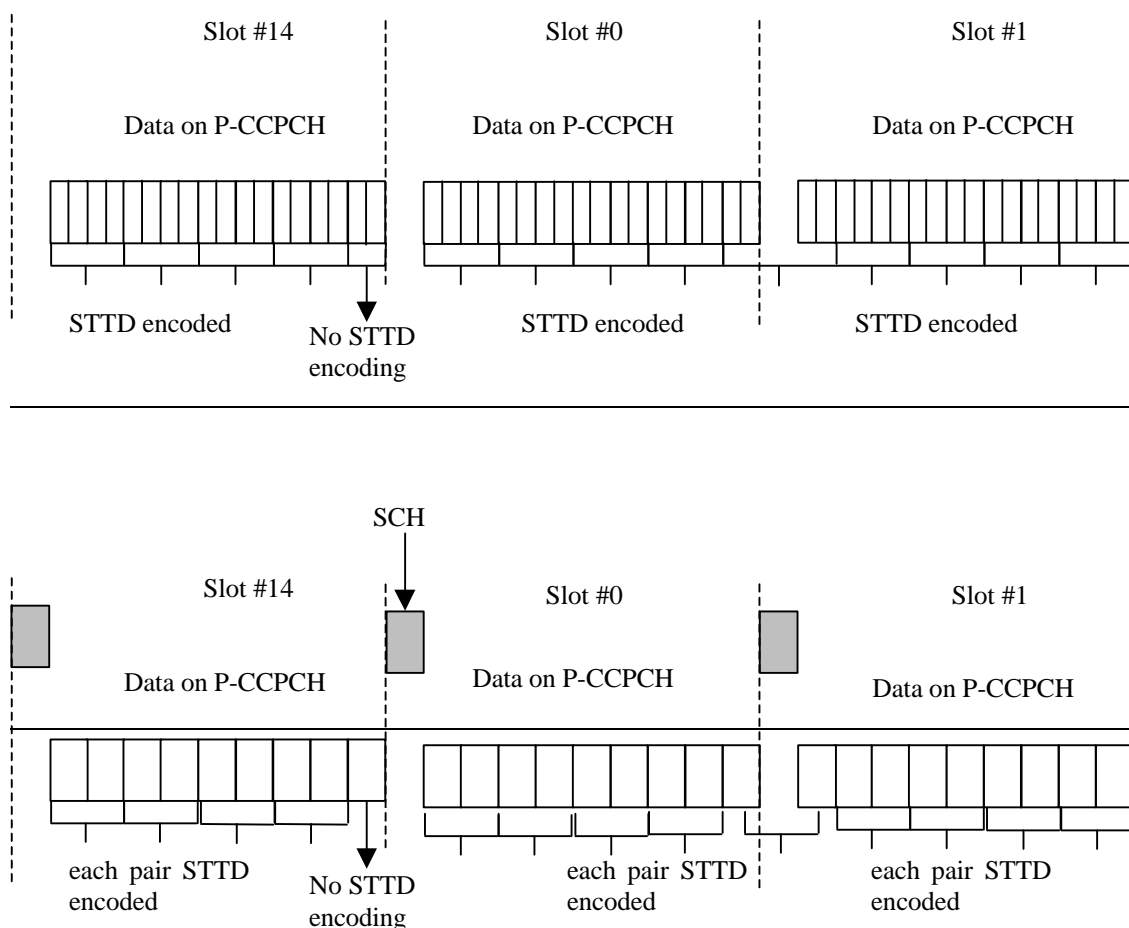 Slot #14
Slot #0
Slot #1
Data on P-CCPCH
Data on P-CCPCH
Data on P-CCPCH
STTD encoded
No STTD
encoding
STTD encoded
STTD encoded
SCH
Slot #14
Slot #0
Slot #1
Data on P-CCPCH
Data on P-CCPCH
Data on P-CCPCH
each pair STTD
encoded
No STTD
encoding
each pair STTD
encoded
each pair STTD
encoded